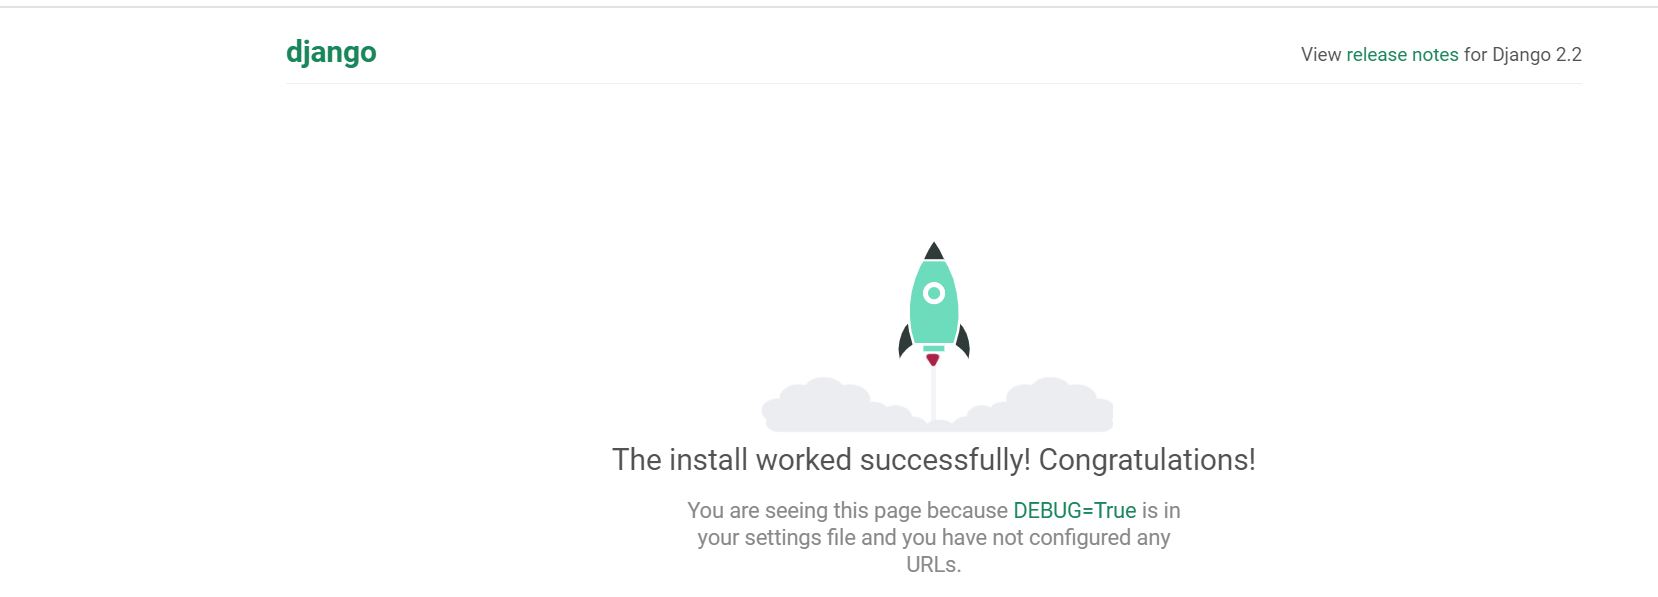 django
View release notes for Django 2.2
The install worked successfully! Congratulations!
You are seeing this page because DEBUG=True is in
your settings file and you have not configured any
URLs.